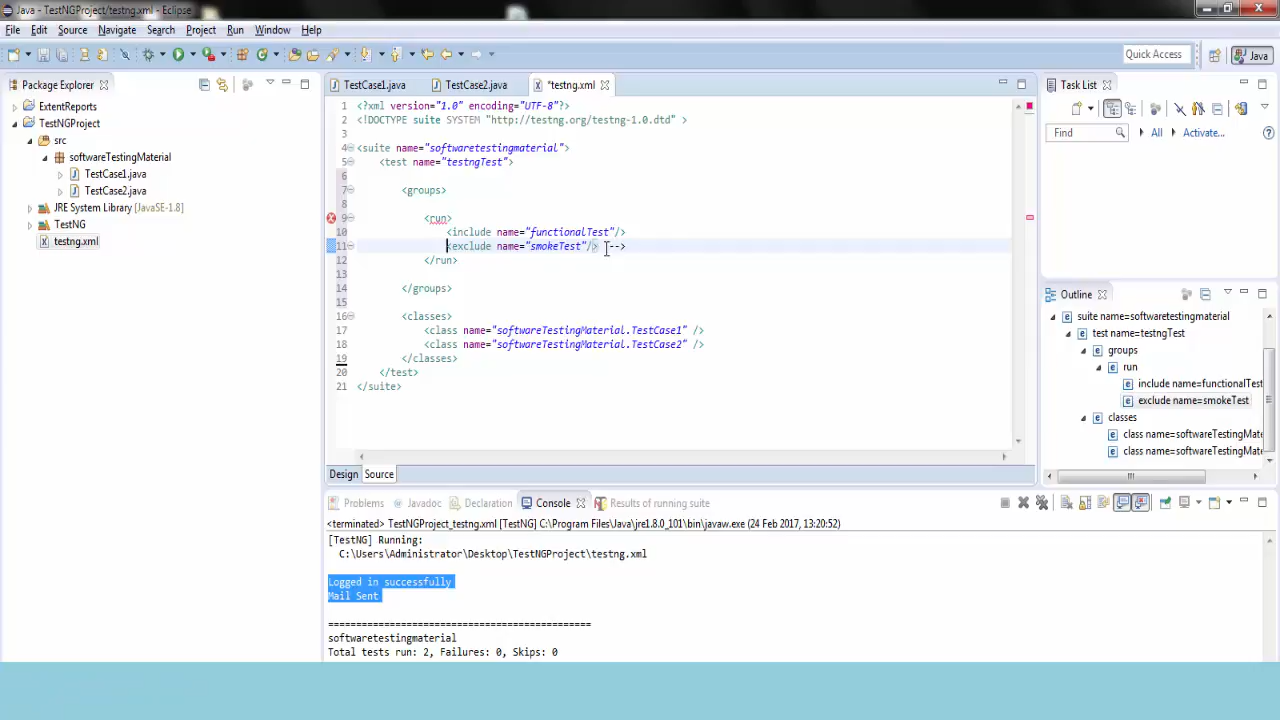 Java - TestNGProject/testng.xml - Eclipse
File Edit Source Refactor Navigate Search Project Run Window Help
Quick Access
Java
Package Explorer
ExtentReports
TestNGProject
src
softwareTestingMaterial
TestCase1.java
TestCase2.java
JRE System Library [JavaSE-1.8]
TestNG
testng.xml
TestCase1.java TestCase2.java *testng.xml
1 <?xml version="1.0" encoding="UTF-8"?>
2 <!DOCTYPE suite SYSTEM "http://testng.org/testng-1.0.dtd" >
3
4 <suite name="softwaretestingmaterial">
5 <test name="testngTest">
6
7 <groups>
8
9 <run>
10 <include name="functionalTest"/>
11 <exclude name="smokeTest"/> -->
12 </run>
13
14 </groups>
15
16 <classes>
17 <class name="softwareTestingMaterial.TestCase1" />
18 <class name="softwareTestingMaterial.TestCase2" />
19 </classes>
20 </test>
21 </suite>
Design Source
Task List
Find All Activate...
Outline
suite name=softwaretestingmaterial
test name=testngTest
groups
run
include name=functionalTest
exclude name=smokeTest
classes
class name=softwareTestingMate
class name=softwareTestingMate
Problems Javadoc Declaration Console Results of running suite
<terminated> TestNGProject_testng.xml [TestNG] C:\Program Files\Java\jre1.8.0_101\bin\javaw.exe (24 Feb 2017, 13:20:52)
[TestNG] Running:
C:\Users\Administrator\Desktop\TestNGProject\testng.xml
Logged in successfully
Mail Sent
===============================================
softwaretestingmaterial
Total tests run: 2, Failures: 0, Skips: 0